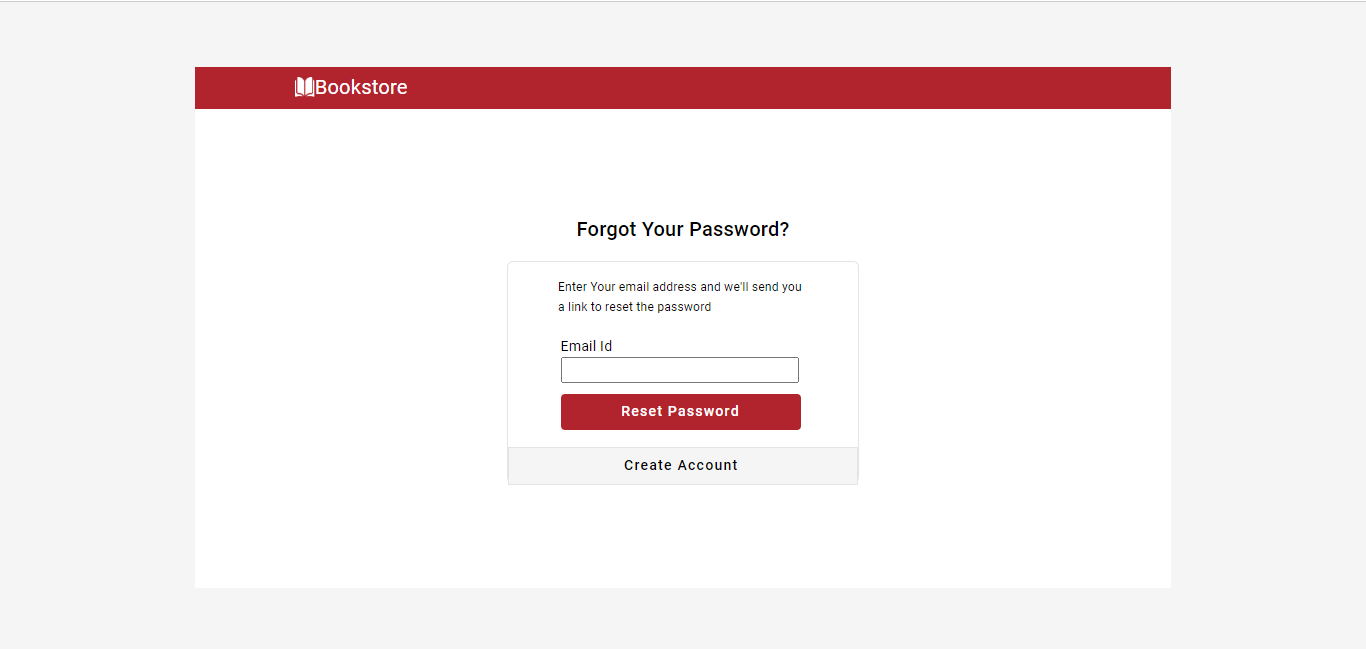 Bookstore
Forgot Your Password?
Enter Your email address and we'll send you
a link to reset the password
Email Id
Reset Password
Create Account